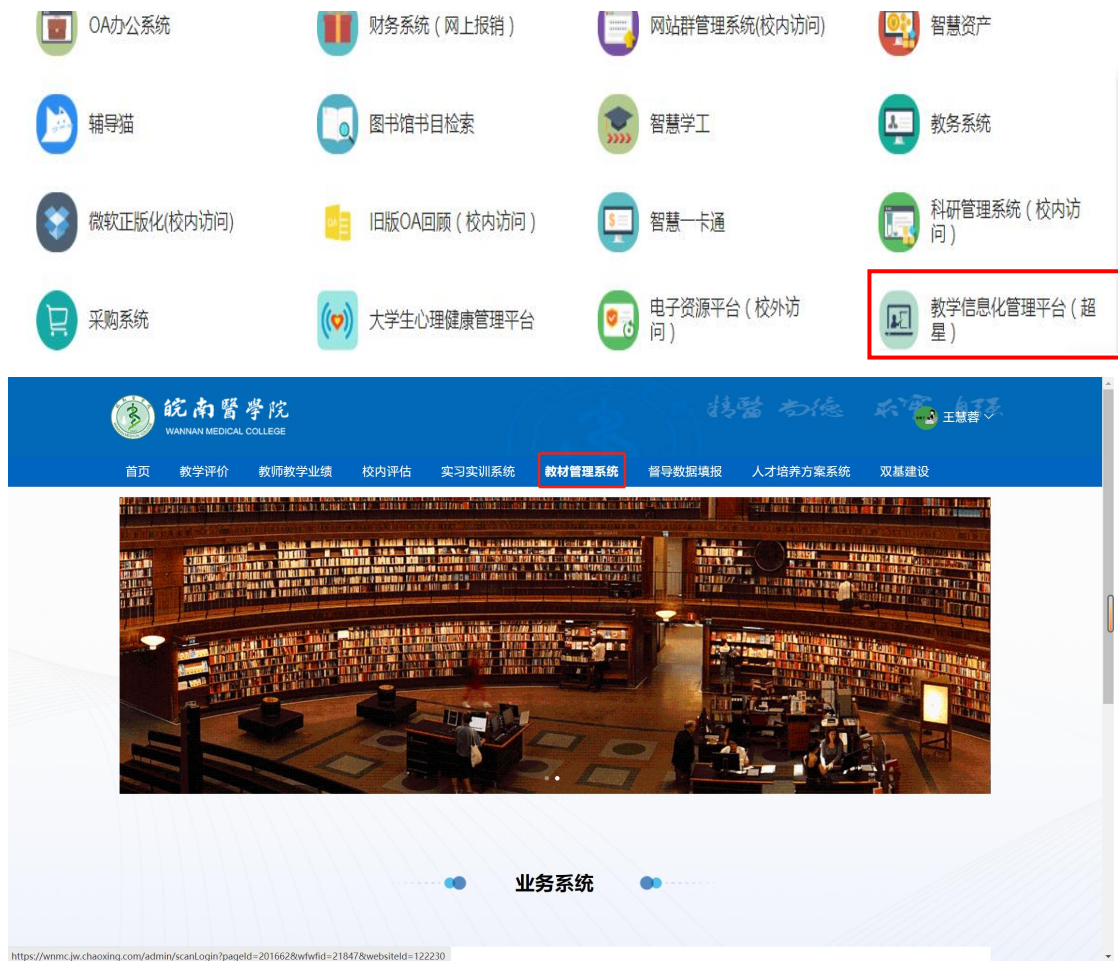 OA办公系统
财务系统（网上报销）
网站群管理系统(校内访问)
智慧资产
辅导猫
图书馆书目检索
智慧学工
教务系统
微软正版化(校内访问)
旧版OA回顾（校内访问）
智慧一卡通
科研管理系统（校内访
问）
采购系统
大学生心理健康管理平台
电子资源平台（校外访
问）
教学信息化管理平台（超
星）
皖南醫學院
WANNAN MEDICAL COLLEGE
王慧蓉
首页 教学评价 教师教学业绩 校内评估 实习实训系统 教材管理系统 督导数据填报 人才培养方案系统 双基建设
业务系统
https://wnmc.jw.chaoxing.com/admin/scanLogin?pageId=201662&wfwfid=21847&websiteId=122230